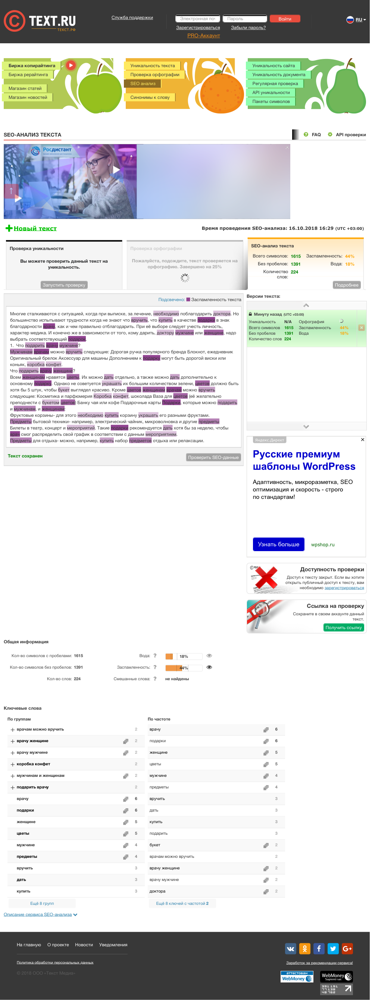 TEXT.RU
ТЕКСТ.РФ
Служба поддержки
Электронная поч
Пароль
Войти
Зарегистрироваться
Забыли пароль?
PRO-Аккаунт
RU
Биржа копирайтинга
Биржа рерайтинга
Магазин статей
Магазин новостей
Уникальность текста
Проверка орфографии
SEO анализ
Синонимы к слову
Уникальность сайта
Уникальность документа
Регулярная проверка
API уникальности
Пакеты символов
SEO-АНАЛИЗ ТЕКСТА
FAQ
API проверки
Росдистант
Новый текст
Время проведения SEO-анализа: 16.10.2018 16:29 (UTC +03:00)
Проверка уникальности
Вы можете проверить данный текст на
уникальность.
Запустить проверку
Проверка орфографии
Пожалуйста, подождите, текст проверяется на
орфографию. Завершено на 25%
SEO-анализ текста
Всего символов: 1615 Заспамленность: 44%
Без пробелов: 1391 Вода: 18%
Количество
слов: 224
Подробнее
Подсвечено: Заспамленность текста
Многие сталкиваются с ситуацией, когда при выписке, за лечение, необходимо поблагодарить доктора. Но
большинство испытывают трудности когда не знают что вручить, что купить в качестве подарки в знак
благодарности врачу, как и чем правильно отблагодарить. При её выборе следует учесть личность,
характер медика. И конечно же в зависимости от того, кому дарить, доктору мужчине или женщине, надо
выбрать соответствующий подарок.
1. Что подарить врачу мужчине?
Мужчинам врачам можно вручить следующие: Дорогая ручка популярного бренда Блокнот, ежедневник
Оригинальный брелок Аксессуар для машины Дополнением к подарку могут быть дорогой виски или
коньяк, коробка конфет.
Что подарить врачу женщине?
Всем женщинам нравятся цветы. Их можно дать отдельно, а также можно дать дополнительно к
основному подарку. Однако не советуется украшать их большим количеством зелени, цветов должно быть
хотя бы 5 штук, чтобы букет выглядел красиво. Кроме цветов женщинам врачам можно вручить
следующие: Косметика и парфюмерия Коробка конфет, шоколада Ваза для цветов (её желательно
преподнести с букетом цветов) Банку чая или кофе Подарочные карты Подарки, которые можно подарить
и мужчинам, и женщинам:
Фруктовые корзины- для этого необходимо купить корзину украшать его разными фруктами.
Предметы бытовой техники- например, электрический чайник, микроволновка и другие предметы
Билеты в театр, концерт и мероприятий. Такие подарки рекомендуется дать хотя бы за неделю, чтобы
врач смог распределить свой график в соответствии с данным мероприятием.
Предметы для отдыха- можно, например, купить набор предметов отдыха или релаксации.
Текст сохранен
Проверить SEO-данные
Версии текста:
Минуту назад (UTC +03:00)
Уникальность N/A Орфография
Всего символов 1615 Заспамленность 44%
Без пробелов 1391 Вода 18%
Количество слов 224
Яндекс.Директ
Русские премиум
шаблоны WordPress
Адаптивность, микроразметка, SEO
оптимизация и скорость - строго
по стандартам!
Узнать больше
wpshop.ru
Доступность проверки
Доступ к тексту закрыт. Если вы хотите
открыть публичный доступ к тексту, вам
необходимо зарегистрироваться
Ссылка на проверку
Сохраните в своем аккаунте данный
текст.
Получить ссылку
Общая информация
Кол-во символов с пробелами: 1615 Вода: ? 18%
Кол-во символов без пробелов: 1391 Заспамленность: ? 44%
Кол-во слов: 224 Смешанные слова: ? не найдены
Ключевые слова
По группам
врачам можно вручить 2
врачу женщине 2
врачу мужчине 2
коробка конфет 2
мужчинам и женщинам 2
подарить врачу 2
врачу 6
подарки 6
женщине 5
цветы 5
мужчине 4
предметы 4
вручить 3
дать 3
купить 3
Ещё 8 групп
По частоте
врачу 6
подарки 6
женщине 5
цветы 5
мужчине 4
предметы 4
вручить 3
дать 3
купить 3
подарить 3
букет 2
врачам можно вручить 2
врачу женщине 2
врачу мужчине 2
доктора 2
Ещё 8 ключей с частотой 2
Описание сервиса SEO-анализа
На главную О проекте Новости Уведомления
Политика обработки персональных данных
© 2018 ООО «Текст Медиа»
Заработок за рекомендации сервиса!
аттестован
WebMoney
WebMoney
Sapienti sat
391 191
77 138
48 762